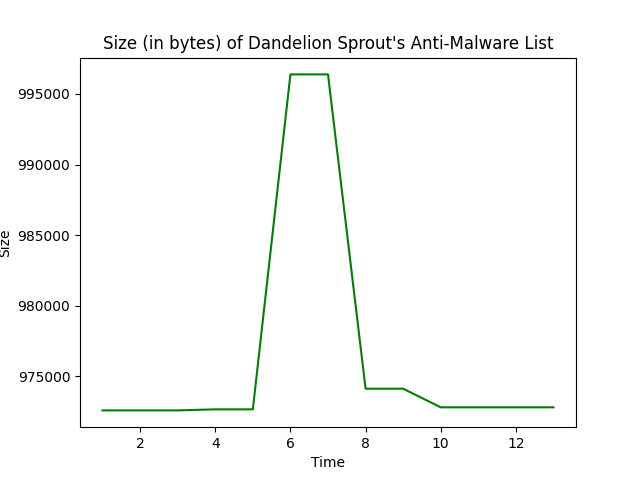 Size (in bytes) of Dandelion Sprout's Anti-Malware List
995000
990000
985000
980000
975000
Size
2 4 6 8 10 12
Time